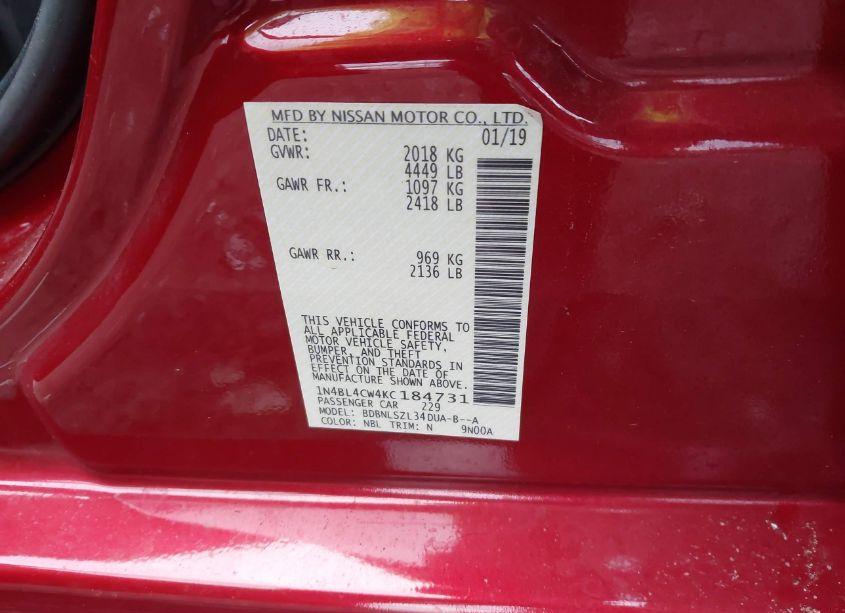 MFD BY NISSAN MOTOR CO., LTD.
DATE: 01/19
GVWR: 2018 KG
4449 LB
GAWR FR.: 1097 KG
2418 LB
GAWR RR.: 969 KG
2136 LB
THIS VEHICLE CONFORMS TO
ALL APPLICABLE FEDERAL
MOTOR VEHICLE SAFETY,
BUMPER, AND THEFT
PREVENTION STANDARDS IN
EFFECT ON THE DATE OF
MANUFACTURE SHOWN ABOVE.
1N4BL4CW4KC184731
PASSENGER CAR 229
MODEL: BDBNLSZL34DUA-B--A
COLOR: NBL TRIM: N 9N00A